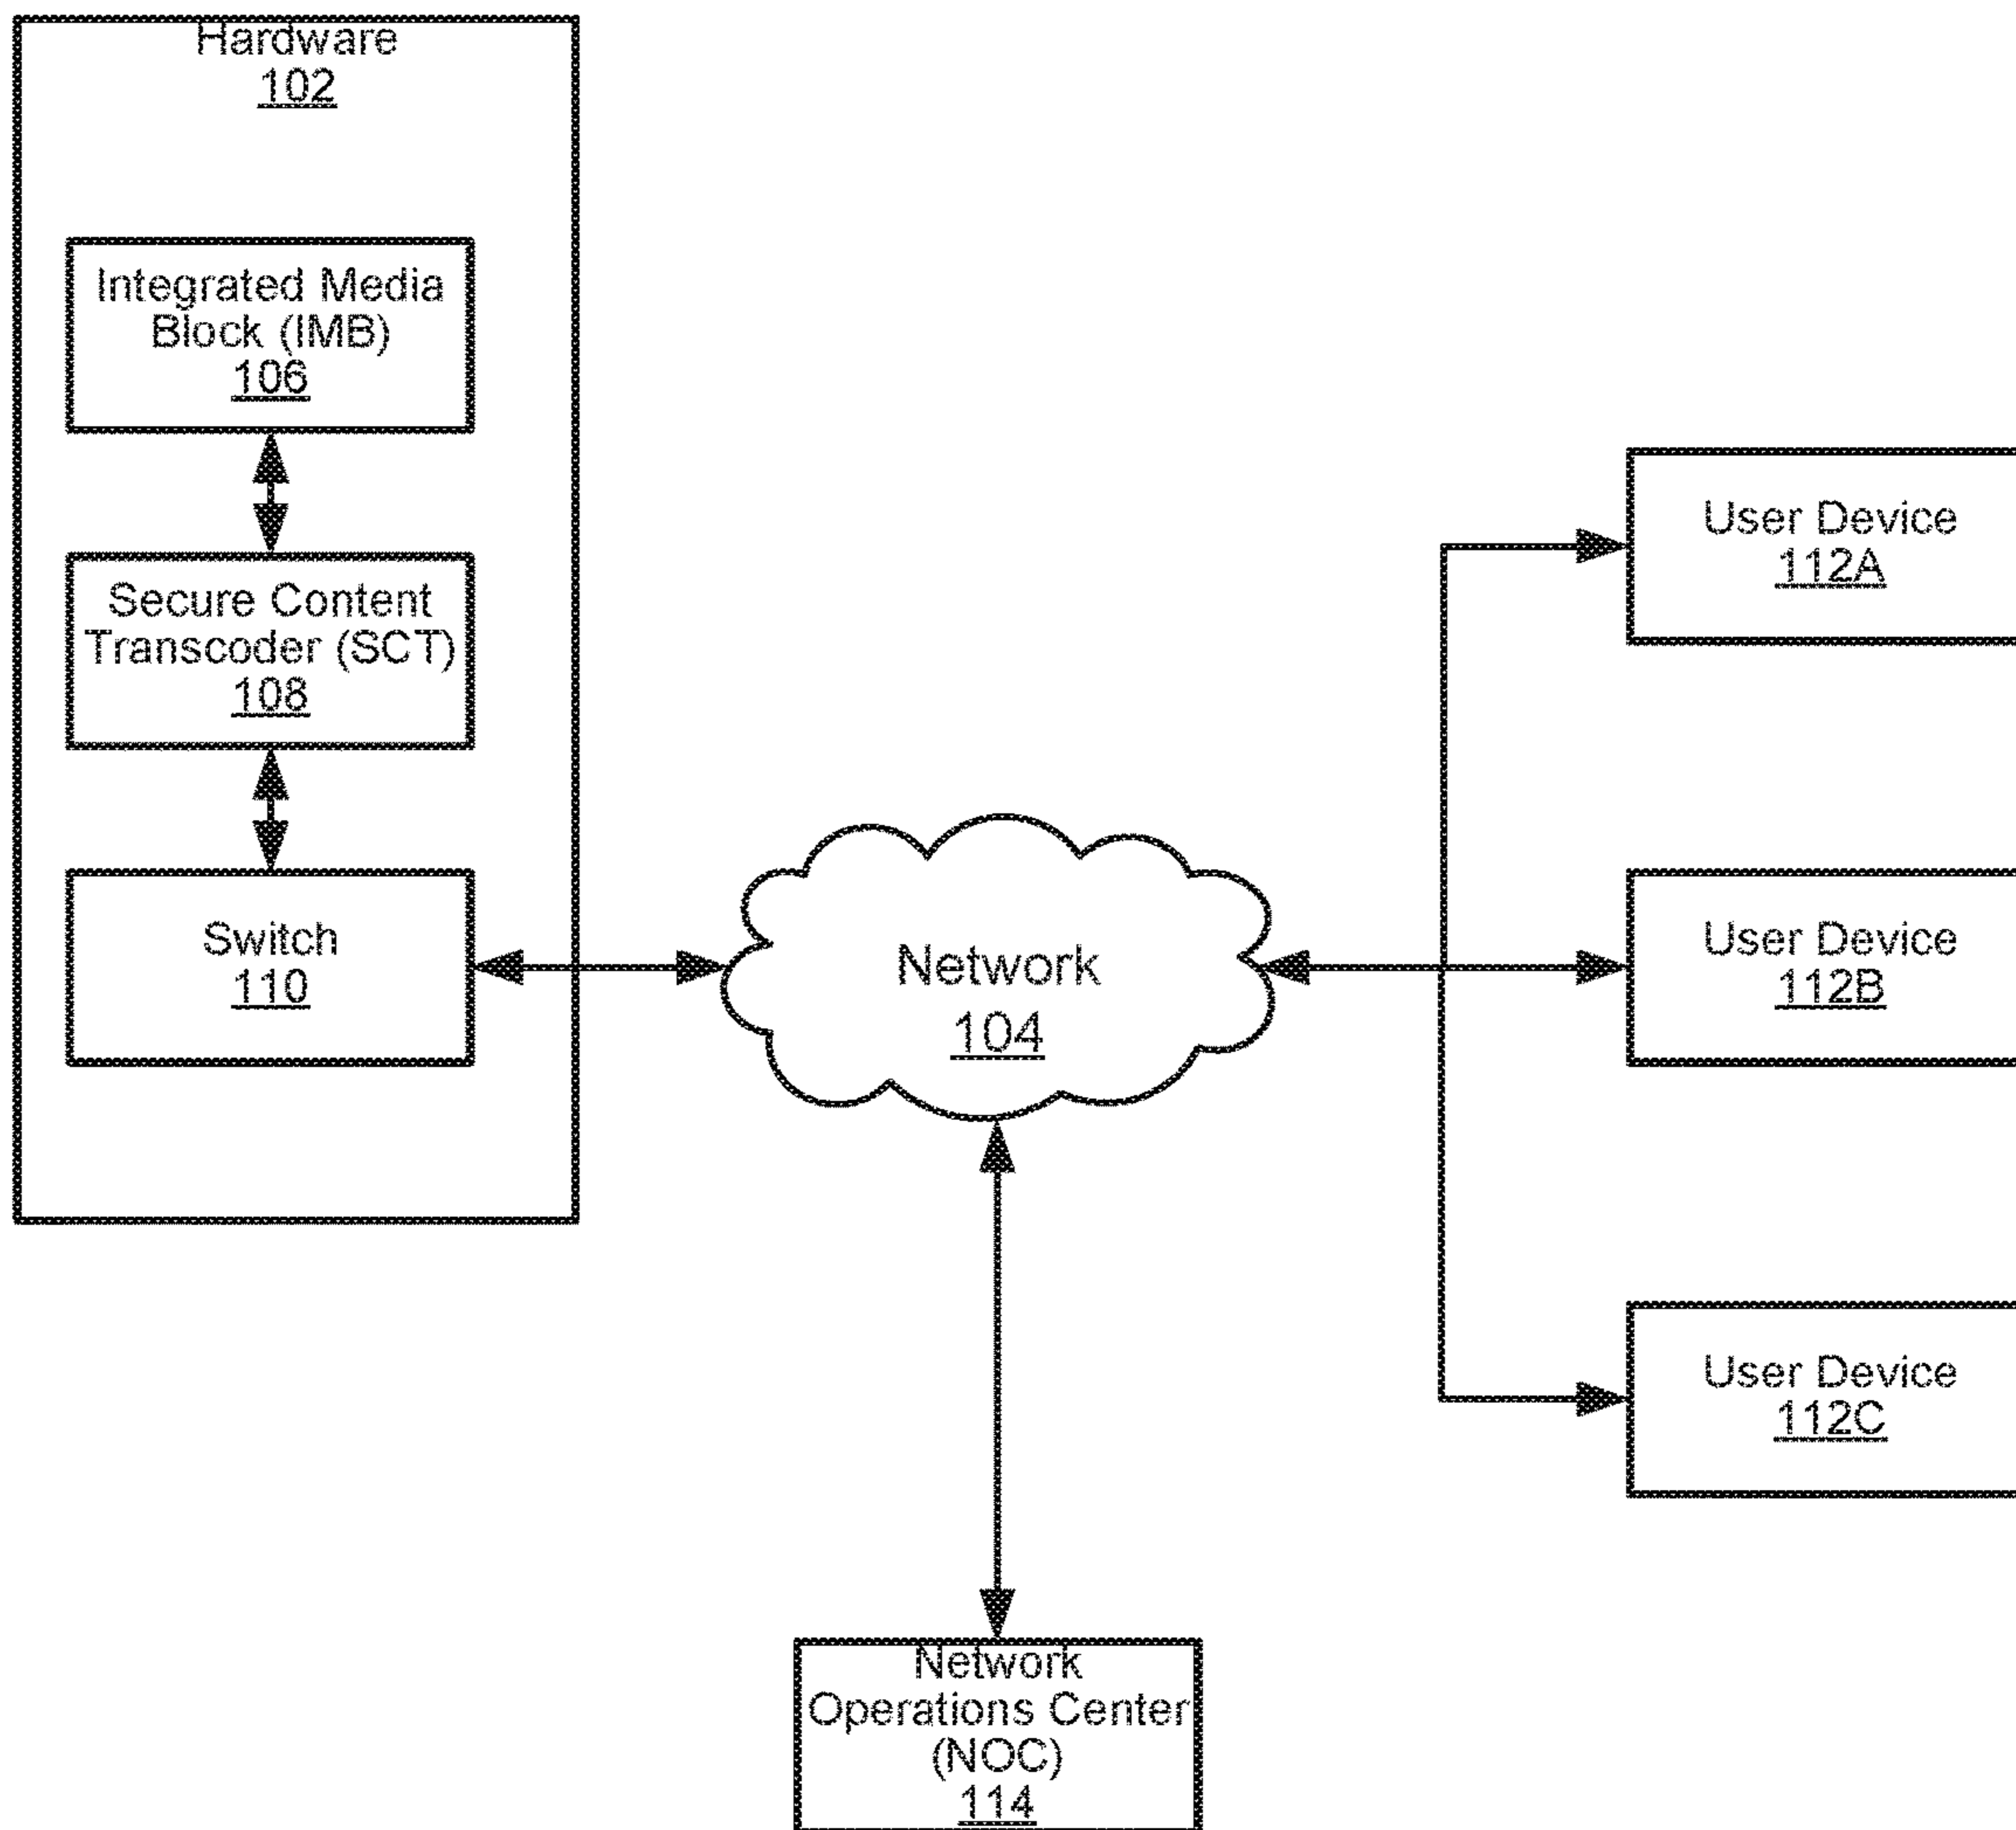 Hardware
102
Integrated Media
Block (IMB)
106
Secure Content
Transcoder (SCT)
108
Switch
110
Network
104
User Device
112A
User Device
112B
User Device
112C
Network
Operations Center
(NOC)
114